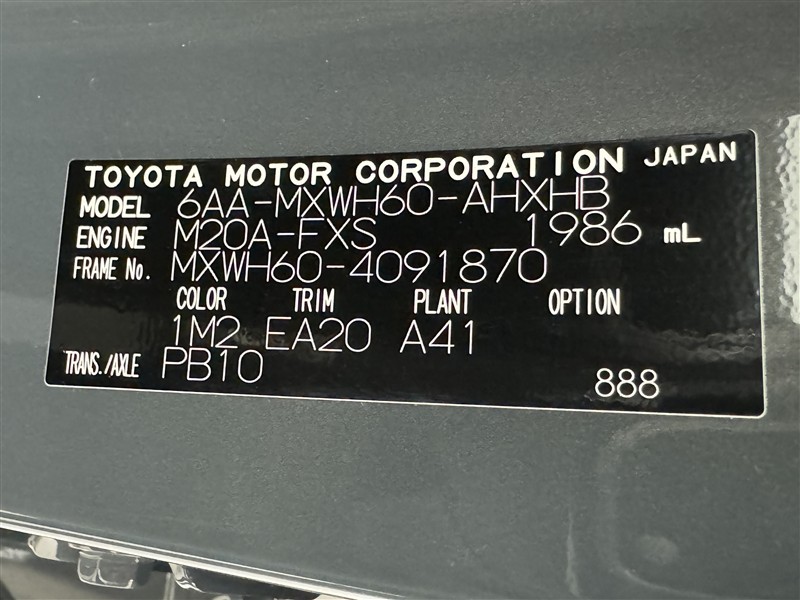 TOYOTA MOTOR CORPORATION JAPAN
MODEL 6AA-MXWH60-AHXHB
ENGINE M20A-FXS 1986 mL
FRAME No. MXWH60-4091870
COLOR TRIM PLANT OPTION
1M2 EA20 A41
TRANS./AXLE PB10
888